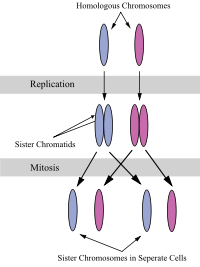 Homologous Chromosomes
Replication
Sister Chromatids
Mitosis
Sister Chromosomes in Seperate Cells